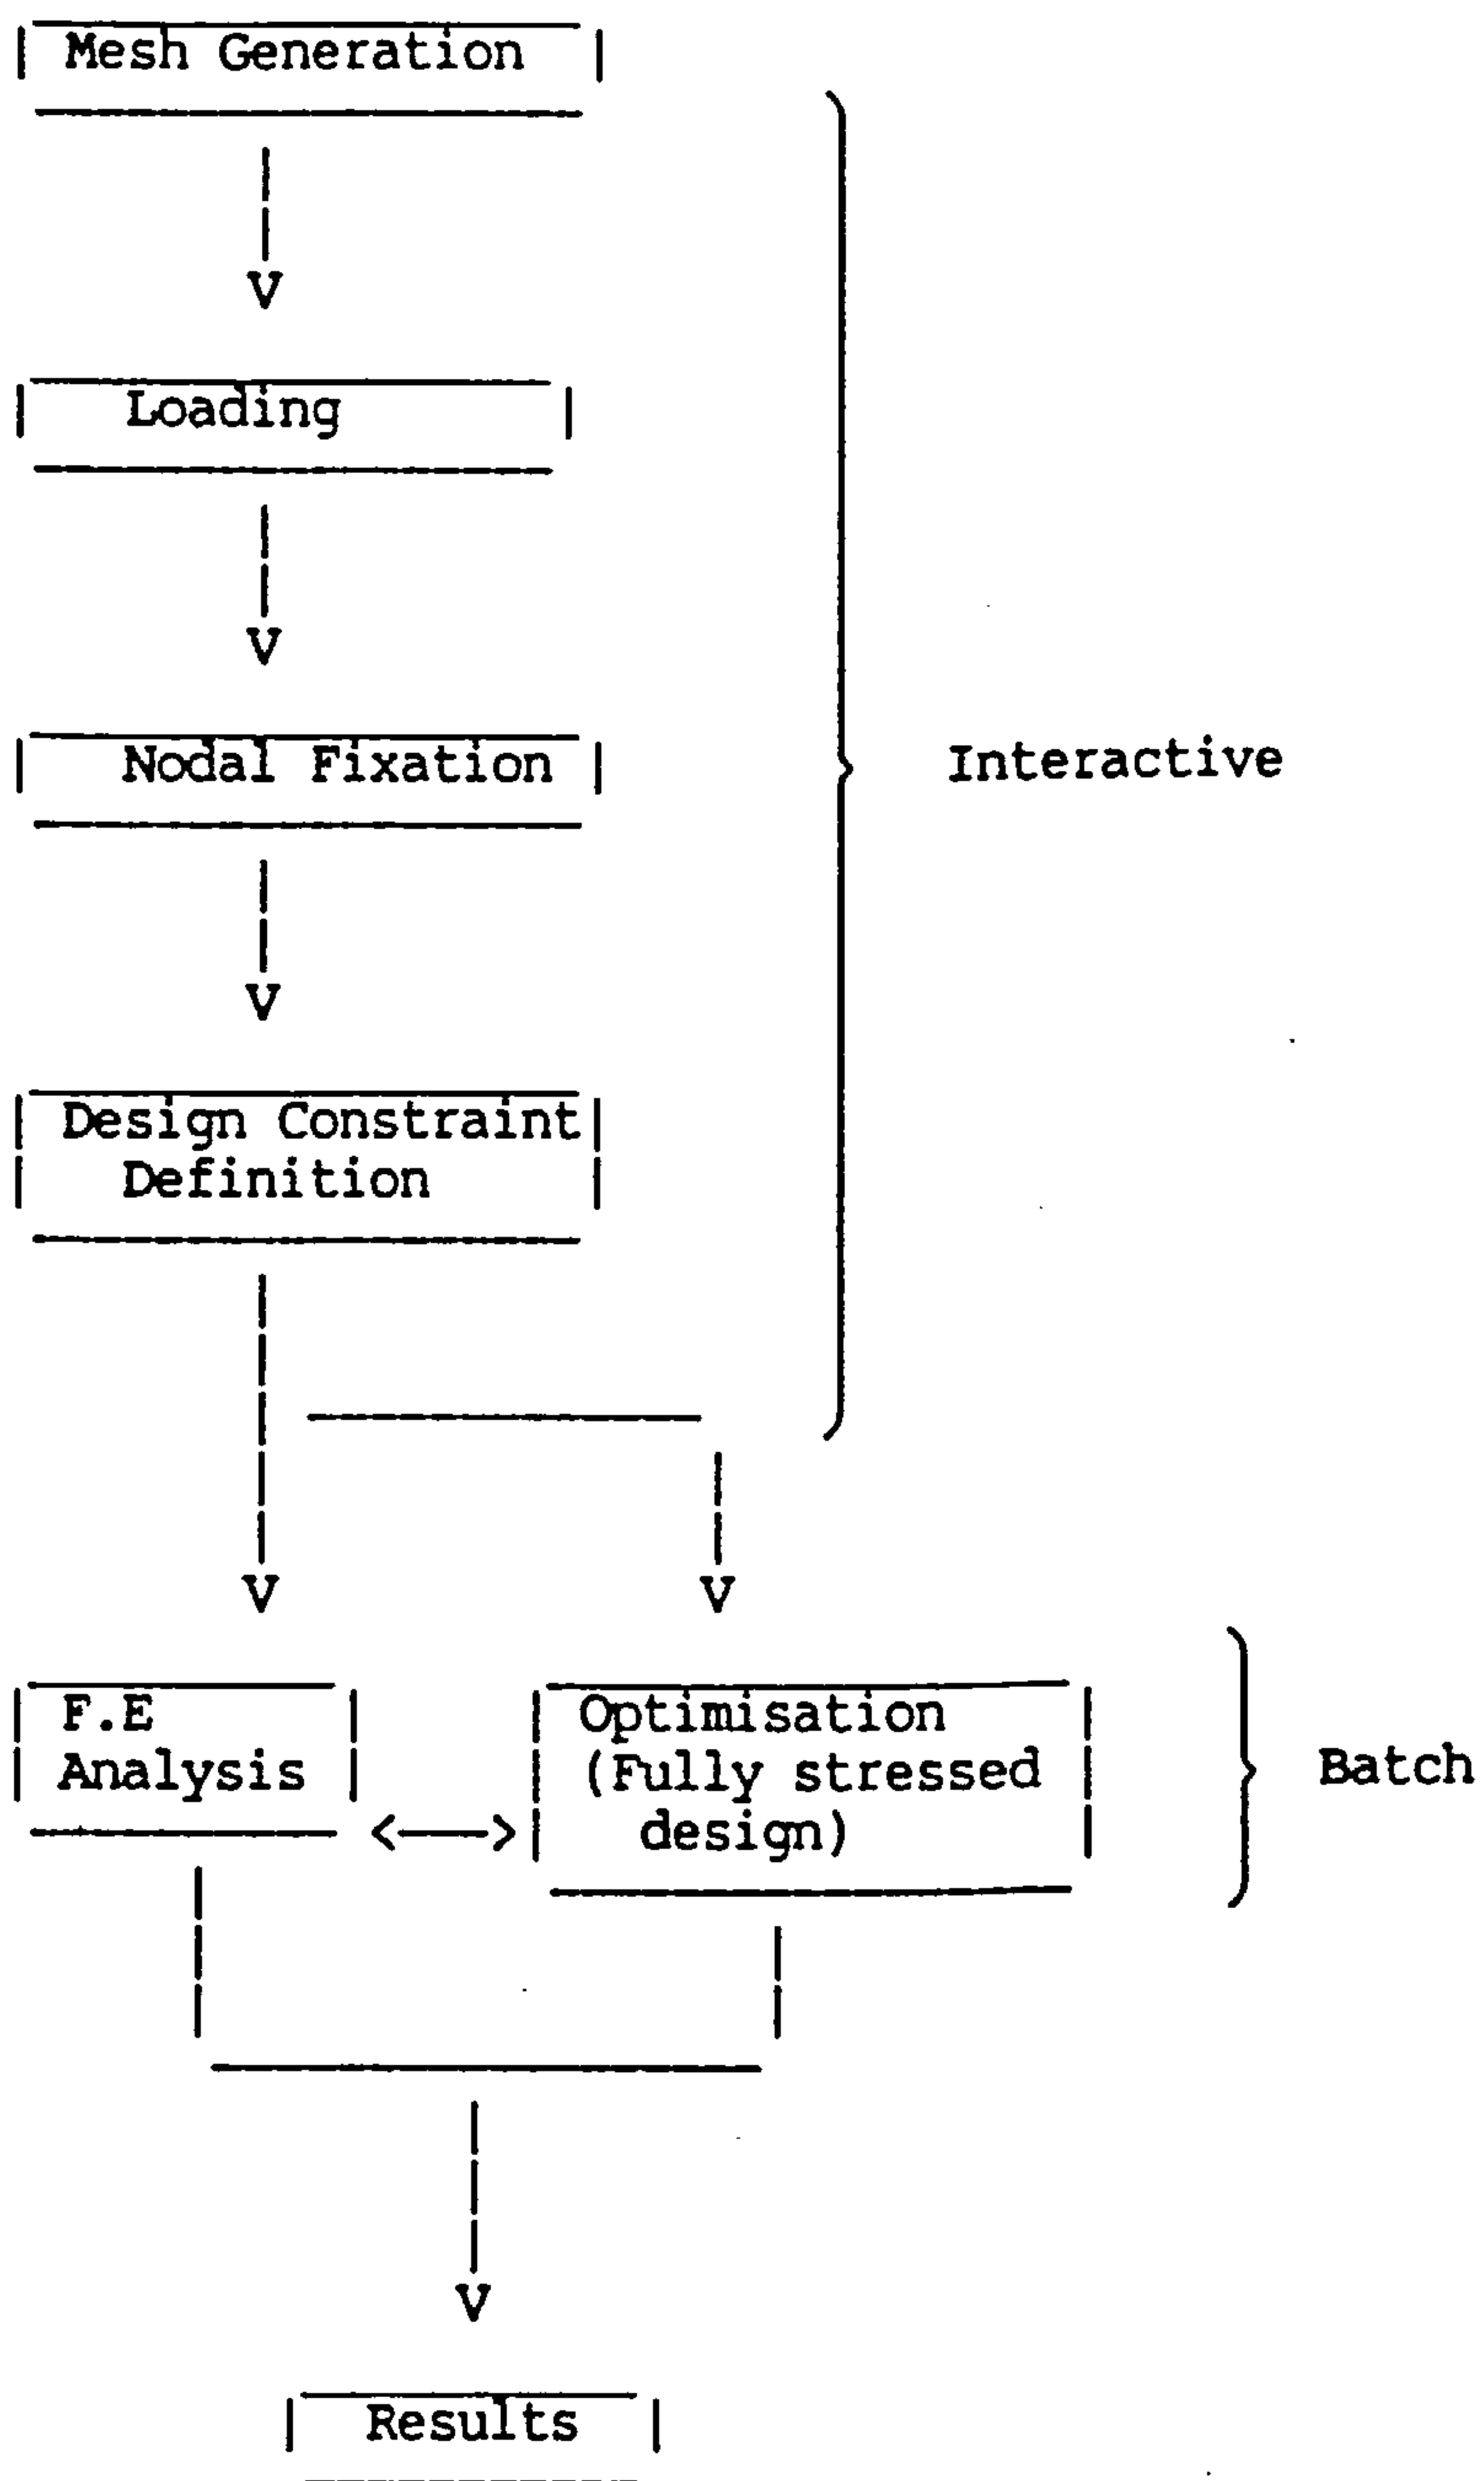 Mesh Generation
Loading
Nodal Fixation
Interactive
Design Constraint
Definition
F.E
Analysis
Optimisation
(Fully stressed
design)
Batch
Results